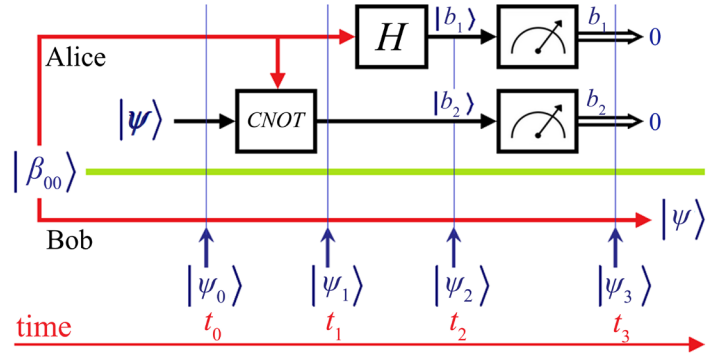 |b₁⟩ b₁
H 0
Alice
|b₂⟩ b₂
|ψ⟩ CNOT 0
|β₀₀⟩
|ψ⟩
Bob
|ψ₀⟩ |ψ₁⟩ |ψ₂⟩ |ψ₃⟩
time t₀ t₁ t₂ t₃